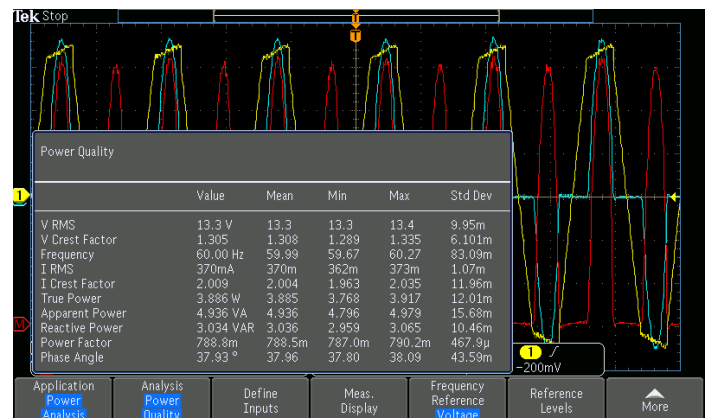 Tek Stop
T
T
Power Quality
Value Mean Min Max Std Dev
V RMS 13.3 V 13.3 13.3 13.4 9.95m
V Crest Factor 1.305 1.308 1.289 1.335 6.101m
Frequency 60.00 Hz 59.99 59.67 60.27 83.09m
I RMS 370mA 370m 362m 373m 1.07m
I Crest Factor 2.009 2.004 1.963 2.035 11.96m
True Power 3.886 W 3.885 3.768 3.917 12.01m
Apparent Power 4.936 VA 4.936 4.796 4.979 15.68m
Reactive Power 3.034 VAR 3.036 2.959 3.065 10.46m
Power Factor 788.8m 788.5m 787.0m 790.2m 467.9µ
Phase Angle 37.93 ° 37.96 37.80 38.09 43.59m
1
M
1
-200mV
Application
Power
Analysis
Analysis
Power
Quality
Define
Inputs
Meas.
Display
Frequency
Reference
Voltage
Reference
Levels
More